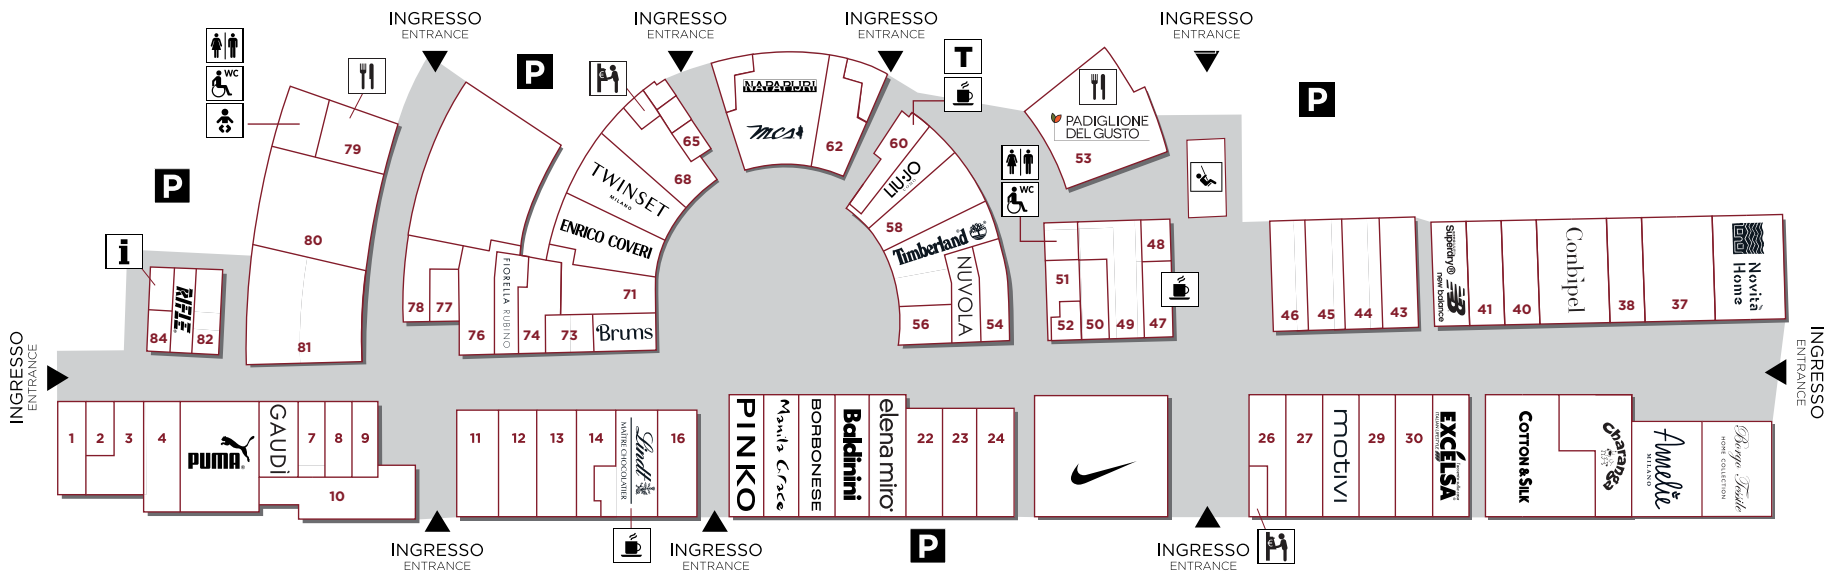 INGRESSO
ENTRANCE
INGRESSO
ENTRANCE
INGRESSO
ENTRANCE
INGRESSO
ENTRANCE
WC
P
T
P
P
79
80
81
i
84
RIFLE
82
INGRESSO
ENTRANCE
78
77
76
FIORELLA RUBINO
74
73
Brums
71
ENRICO COVERI
TWINSET
MILANO
68
65
NAPAPIJRI
mcs
62
60
LIU·JO
58
Timberland®
NUVOLA
56
54
PADIGLIONE
DEL GUSTO
53
WC
51
52
50
49
48
47
46
45
44
43
Superdry®
new balance
41
40
Conbipel
38
37
Novità
Home
INGRESSO
ENTRANCE
1
2
3
4
PUMA
GAUDÌ
7
8
9
10
11
12
13
14
Lindt
MAÎTRE CHOCOLATIER
16
PINKO
Manila Grace
BORBONESE
Baldinini
elena mirò
22
23
24
26
27
motivi
29
30
EXCELSA
COTTON & SILK
Charanga
Amelie
MILANO
Borgo Tessile
HOME COLLECTION
INGRESSO
ENTRANCE
INGRESSO
ENTRANCE
P
INGRESSO
ENTRANCE